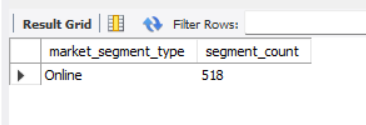 Result Grid Filter Rows:
market_segment_type segment_count
Online 518